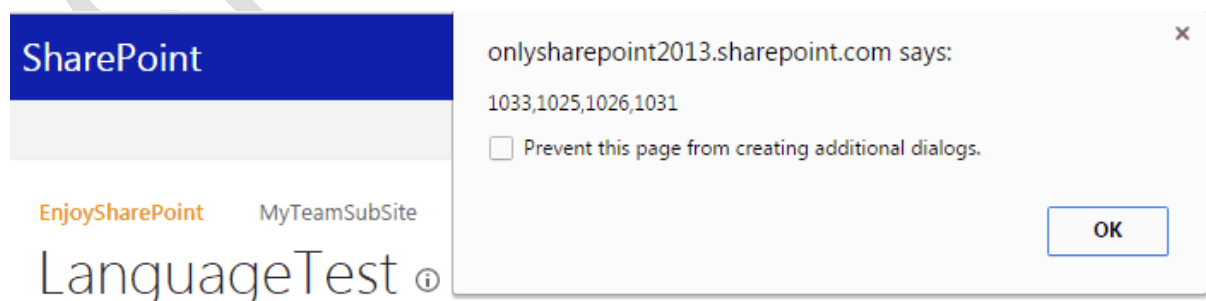 SharePoint
onlysharepoint2013.sharepoint.com says:
1033,1025,1026,1031
Prevent this page from creating additional dialogs.
OK
EnjoySharePoint MyTeamSubSite
LanguageTest